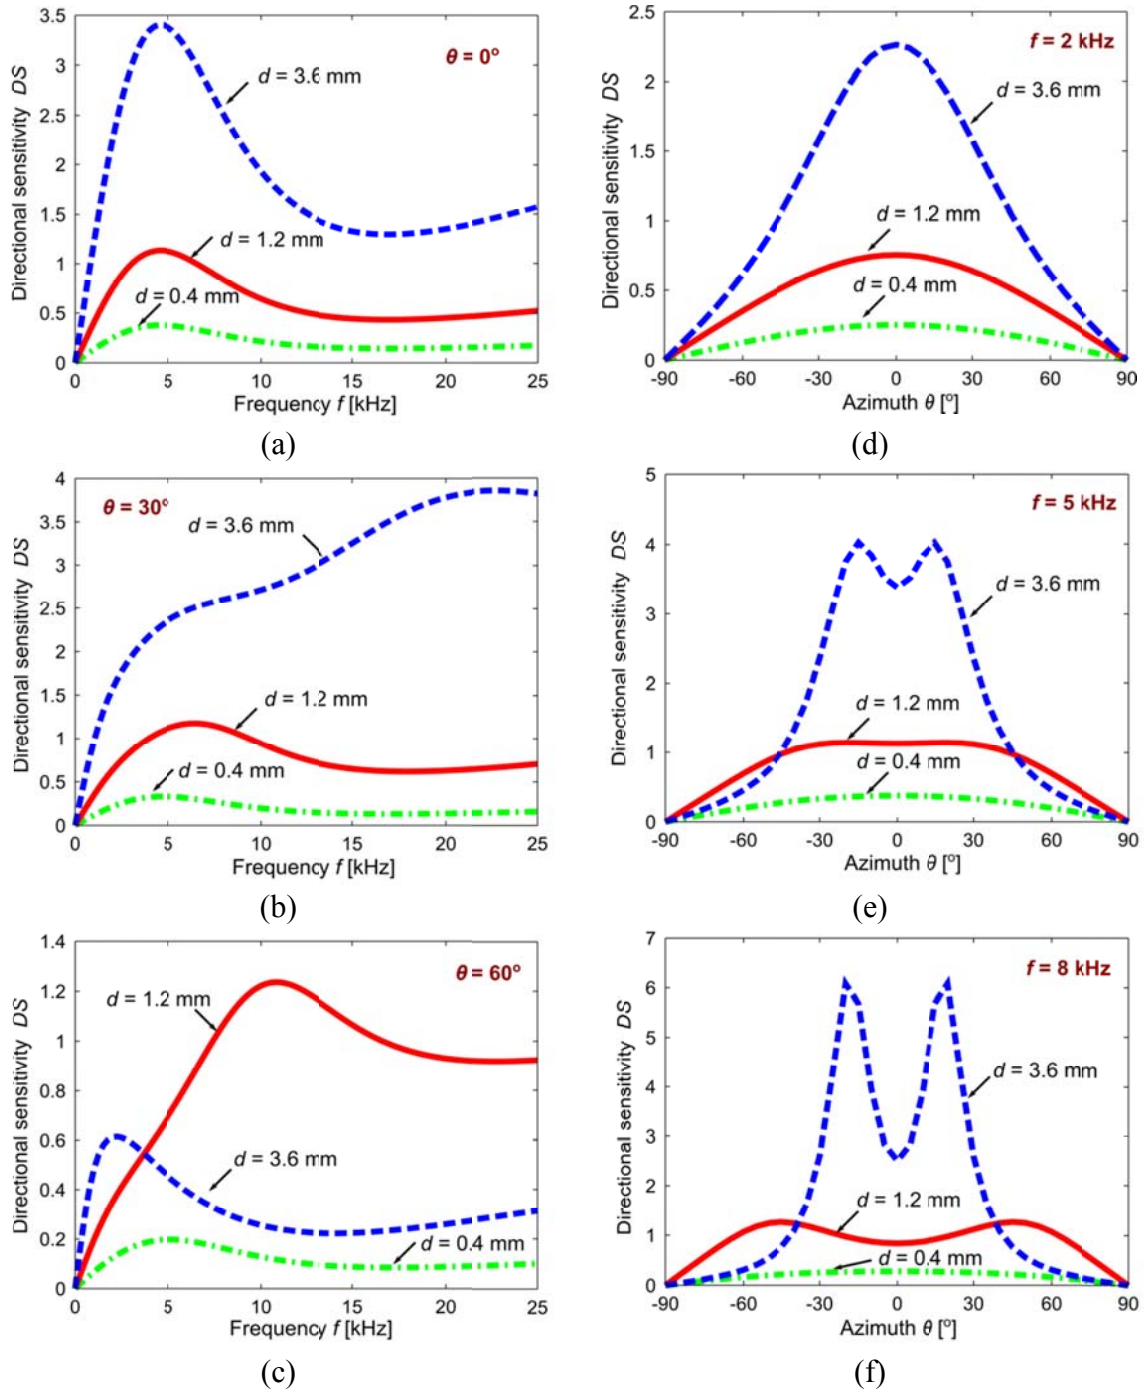 3.5
3
2.5
2
1.5
1
0.5
0
Directional sensitivity DS
θ = 0°
d = 3.6 mm
d = 1.2 mm
d = 0.4 mm
0 5 10 15 20 25
Frequency f [kHz]
(a)
2.5
2
1.5
1
0.5
0
Directional sensitivity DS
f = 2 kHz
d = 3.6 mm
d = 1.2 mm
d = 0.4 mm
-90 -60 -30 0 30 60 90
Azimuth θ [°]
(d)
4
3.5
3
2.5
2
1.5
1
0.5
0
Directional sensitivity DS
θ = 30°
d = 3.6 mm
d = 1.2 mm
d = 0.4 mm
0 5 10 15 20 25
Frequency f [kHz]
(b)
5
4
3
2
1
0
Directional sensitivity DS
f = 5 kHz
d = 3.6 mm
d = 1.2 mm
d = 0.4 mm
-90 -60 -30 0 30 60 90
Azimuth θ [°]
(e)
1.4
1.2
1
0.8
0.6
0.4
0.2
0
Directional sensitivity DS
θ = 60°
d = 1.2 mm
d = 3.6 mm
d = 0.4 mm
0 5 10 15 20 25
Frequency f [kHz]
(c)
7
6
5
4
3
2
1
0
Directional sensitivity DS
f = 8 kHz
d = 3.6 mm
d = 1.2 mm
d = 0.4 mm
-90 -60 -30 0 30 60 90
Azimuth θ [°]
(f)